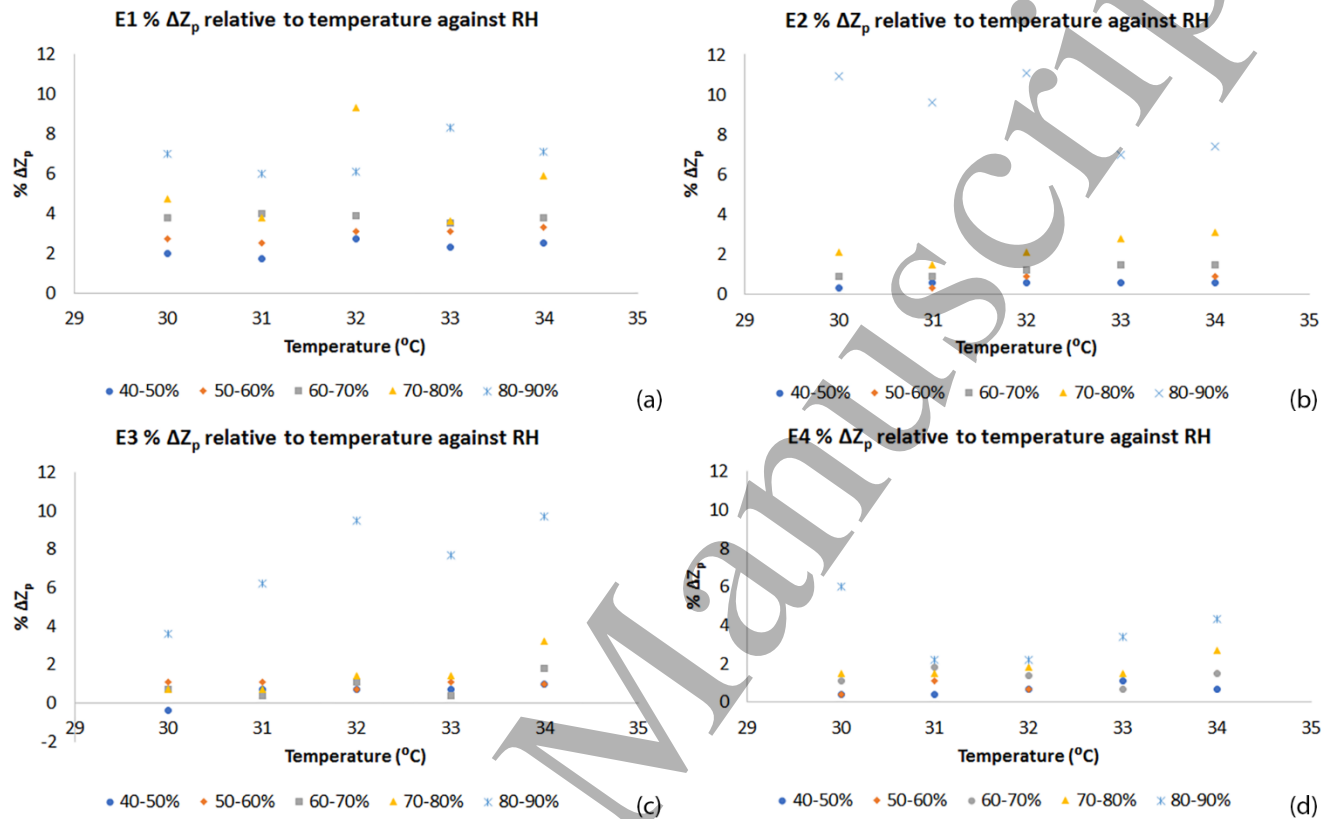 E1 % ΔZp relative to temperature against RH
12
10
8
6
4
2
0
% ΔZp
29 30 31 32 33 34 35
Temperature (⁰C)
40-50% 50-60% 60-70% 70-80% 80-90%
(a)
E2 % ΔZp relative to temperature against RH
12
10
8
6
4
2
0
% ΔZp
29 30 31 32 33 34 35
Temperature (⁰C)
40-50% 50-60% 60-70% 70-80% 80-90%
(b)
E3 % ΔZp relative to temperature against RH
12
10
8
6
4
2
0
-2
% ΔZp
29 30 31 32 33 34 35
Temperature (⁰C)
40-50% 50-60% 60-70% 70-80% 80-90%
(c)
E4 % ΔZp relative to temperature against RH
12
10
8
6
4
2
0
% ΔZp
29 30 31 32 33 34 35
Temperature (⁰C)
40-50% 50-60% 60-70% 70-80% 80-90%
(d)
Manuscrip